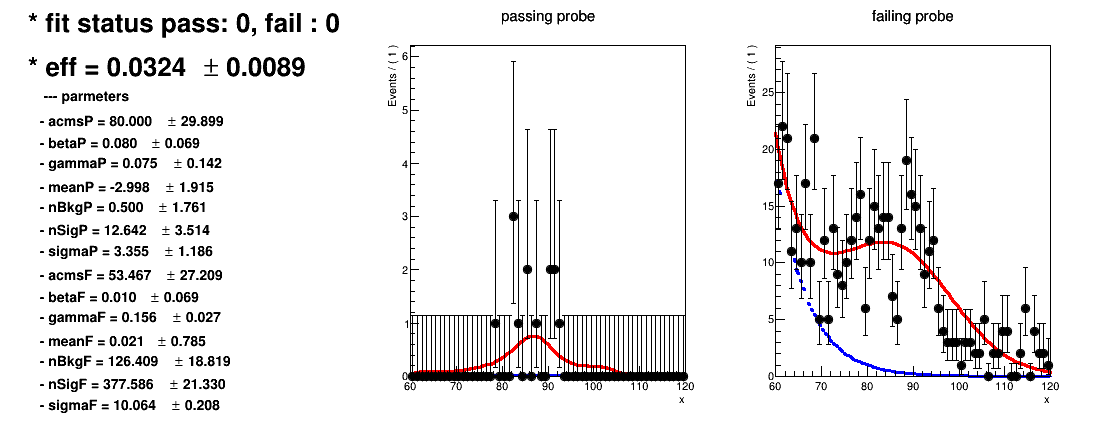 * fit status pass: 0, fail : 0
* eff = 0.0324 ± 0.0089
--- parmeters
- acmsP = 80.000 ± 29.899
- betaP = 0.080 ± 0.069
- gammaP = 0.075 ± 0.142
- meanP = -2.998 ± 1.915
- nBkgP = 0.500 ± 1.761
- nSigP = 12.642 ± 3.514
- sigmaP = 3.355 ± 1.186
- acmsF = 53.467 ± 27.209
- betaF = 0.010 ± 0.069
- gammaF = 0.156 ± 0.027
- meanF = 0.021 ± 0.785
- nBkgF = 126.409 ± 18.819
- nSigF = 377.586 ± 21.330
- sigmaF = 10.064 ± 0.208
passing probe
Events / ( 1 )
6
5
4
3
2
1
0
60 70 80 90 100 110 120
x
failing probe
Events / ( 1 )
25
20
15
10
5
0
60 70 80 90 100 110 120
x